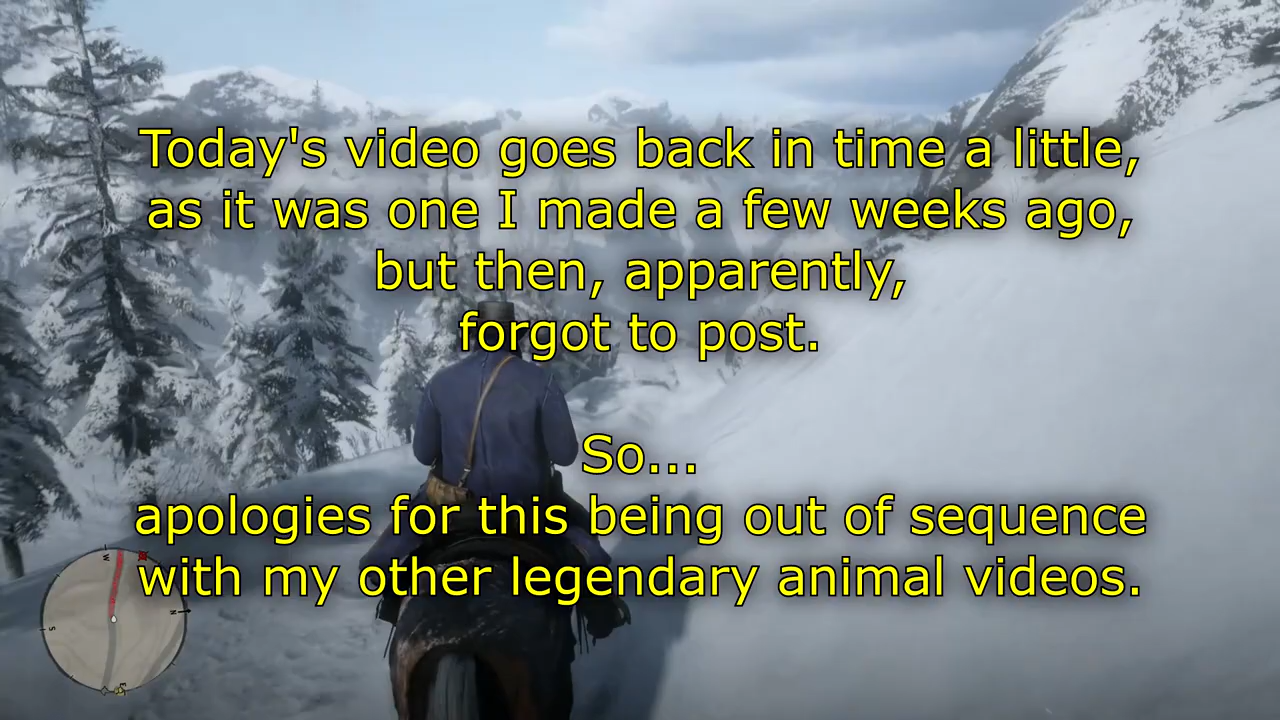 Today's video goes back in time a little,
as it was one I made a few weeks ago,
but then, apparently,
forgot to post.
So...
apologies for this being out of sequence
with my other legendary animal videos.
W
N
S
E